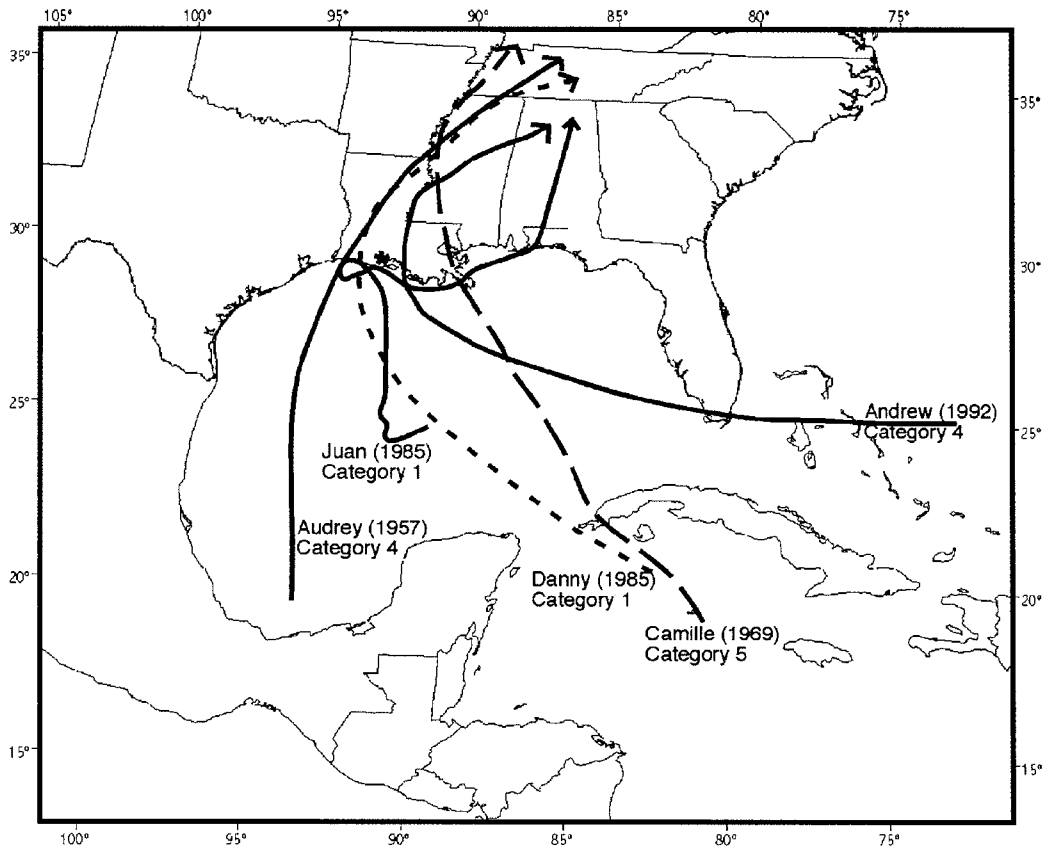 105° 100° 95° 90° 85° 80° 75°
35°
35°
30°
30°
25°
Andrew (1992)
Category 4
25°
Juan (1985)
Category 1
Audrey (1957)
Category 4
20°
Danny (1985)
Category 1
20°
Camille (1969)
Category 5
15°
15°
100° 95° 90° 85° 80° 75°